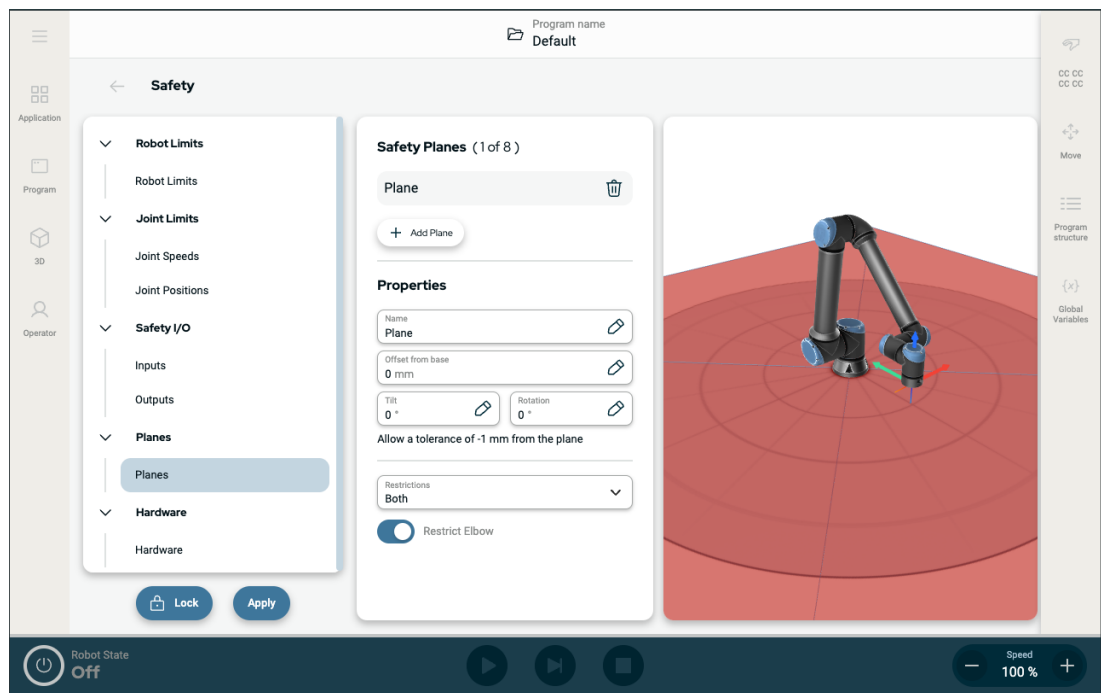 Program name
Default
Application
Program
3D
Operator
Safety
Robot Limits
Robot Limits
Joint Limits
Joint Speeds
Joint Positions
Safety I/O
Inputs
Outputs
Planes
Planes
Hardware
Hardware
Lock
Apply
Safety Planes (1 of 8)
Plane
Add Plane
Properties
Name
Plane
Offset from base
0 mm
Tilt
0 °
Rotation
0 °
Allow a tolerance of -1 mm from the plane
Restrictions
Both
Restrict Elbow
CC CC
CC CC
Move
Program
structure
{x}
Global
Variables
Robot State
Off
Speed
100 %